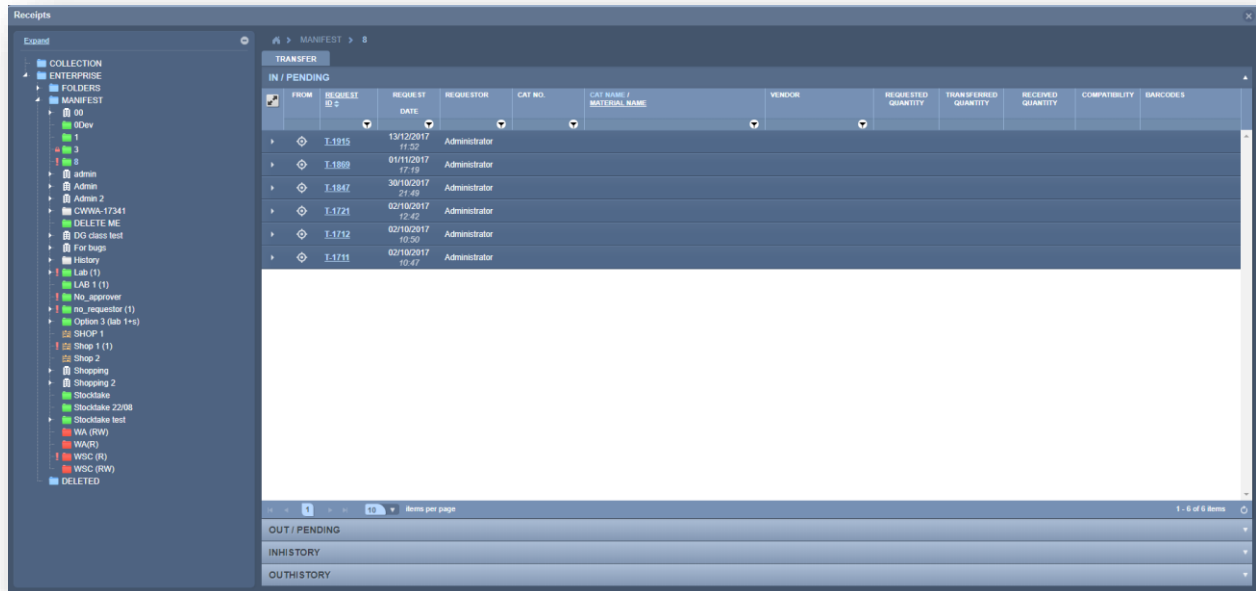 Receipts
Expand
COLLECTION
ENTERPRISE
FOLDERS
MANIFEST
00
0Dev
1
3
8
admin
Admin
Admin 2
CWWA-17341
DELETE ME
DG class test
For bugs
History
Lab (1)
LAB 1 (1)
No_approver
no_requestor (1)
Option 3 (lab 1+s)
SHOP 1
Shop 1 (1)
Shop 2
Shopping
Shopping 2
Stocktake
Stocktake 22/08
Stocktake test
WA (RW)
WA(R)
WSC (R)
WSC (RW)
DELETED
> MANIFEST > 8
TRANSFER
IN / PENDING
FROM REQUEST ID REQUEST DATE REQUESTOR CAT NO. CAT NAME / MATERIAL NAME VENDOR REQUESTED QUANTITY TRANSFERRED QUANTITY RECEIVED QUANTITY COMPATIBILITY BARCODES
T-1915 13/12/2017 11:52 Administrator
T-1869 01/11/2017 17:19 Administrator
T-1847 30/10/2017 21:49 Administrator
T-1721 02/10/2017 12:42 Administrator
T-1712 02/10/2017 10:50 Administrator
T-1711 02/10/2017 10:47 Administrator
1 10 items per page 1 - 6 of 6 items
OUT / PENDING
INHISTORY
OUTHISTORY